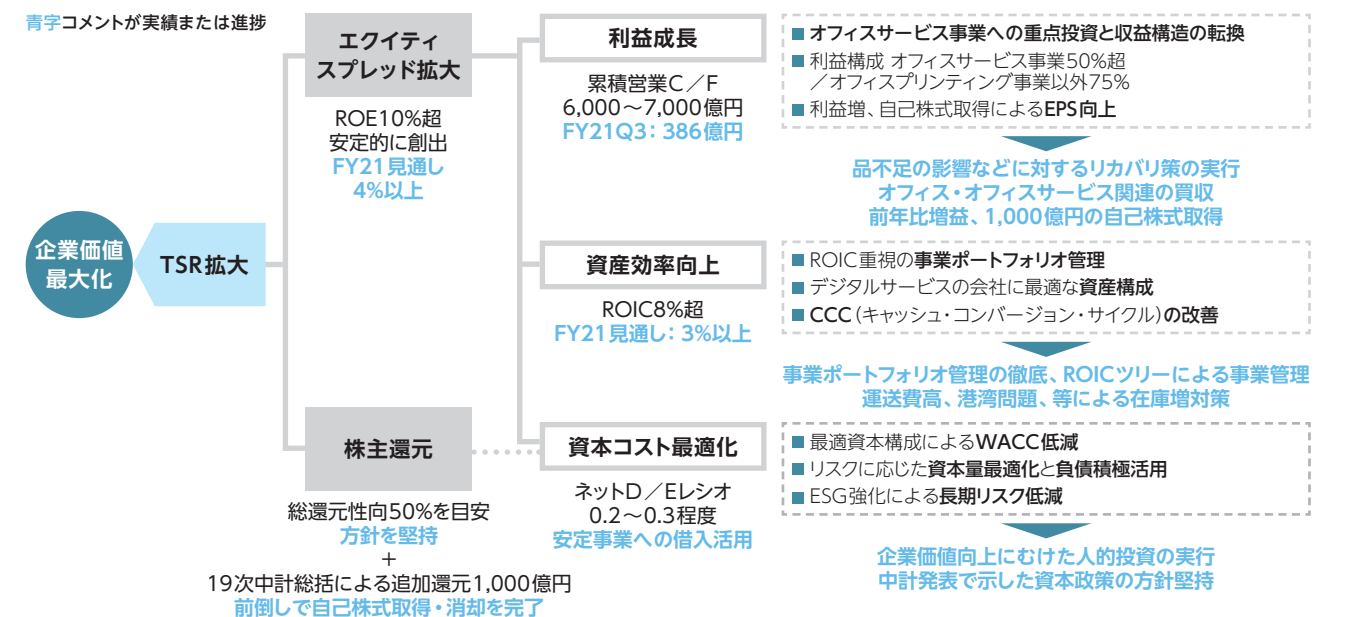 青字コメントが実績または進捗
企業価値
最大化
TSR拡大
エクイティ
スプレッド拡大
ROE10%超
安定的に創出
FY21見通し
4%以上
株主還元
総還元性向50%を目安
方針を堅持
＋
19次中計総括による追加還元1,000億円
前倒しで自己株式取得・消却を完了
利益成長
累積営業C／F
6,000〜7,000億円
FY21Q3：386億円
■オフィスサービス事業への重点投資と収益構造の転換
■利益構成 オフィスサービス事業50%超
／オフィスプリンティング事業以外75%
■利益増、自己株式取得によるEPS向上
品不足の影響などに対するリカバリ策の実行
オフィス・オフィスサービス関連の買収
前年比増益、1,000億円の自己株式取得
資産効率向上
ROIC8%超
FY21見通し：3%以上
■ROIC重視の事業ポートフォリオ管理
■デジタルサービスの会社に最適な資産構成
■CCC（キャッシュ・コンバージョン・サイクル）の改善
事業ポートフォリオ管理の徹底、ROICツリーによる事業管理
運送費高、港湾問題、等による在庫増対策
資本コスト最適化
ネットD／Eレシオ
0.2〜0.3程度
安定事業への借入活用
■最適資本構成によるWACC低減
■リスクに応じた資本量最適化と負債積極活用
■ESG強化による長期リスク低減
企業価値向上にむけた人的投資の実行
中計発表で示した資本政策の方針堅持